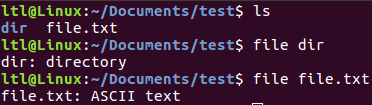 ltl@Linux:~/Documents/test$ ls
dir  file.txt
ltl@Linux:~/Documents/test$ file dir
dir: directory
ltl@Linux:~/Documents/test$ file file.txt
file.txt: ASCII text